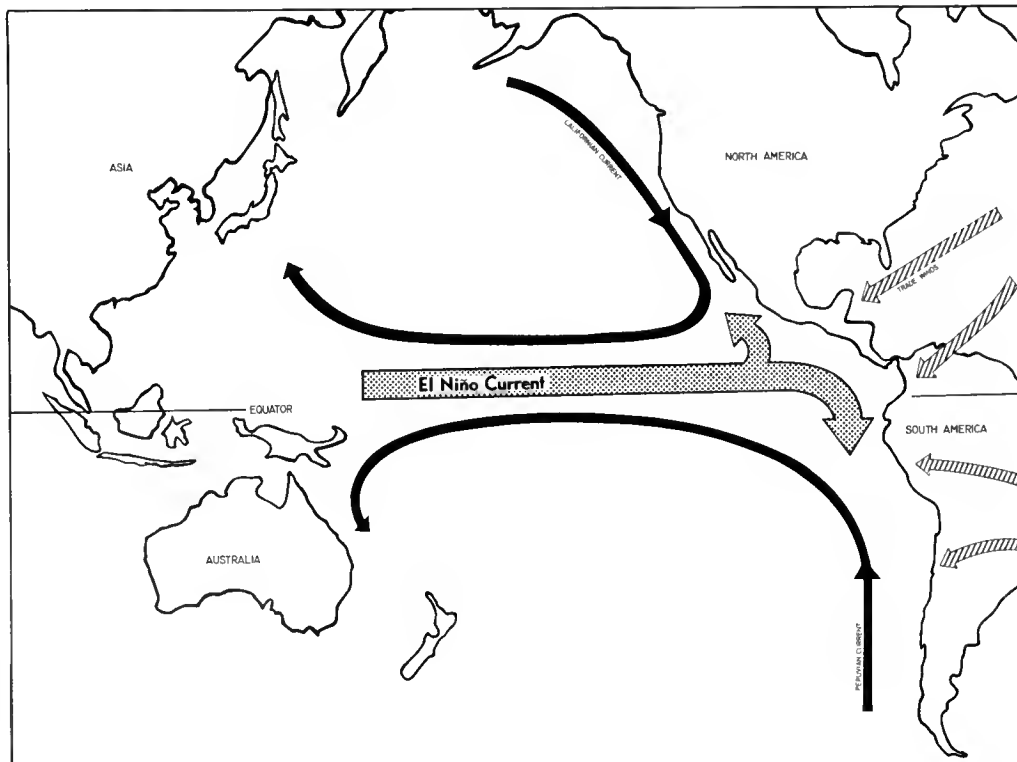 CALIFORNIAN CURRENT
NORTH AMERICA
ASIA
TRADE WINDS
El Niño Current
EQUATOR
SOUTH AMERICA
AUSTRALIA
PERUVIAN CURRENT